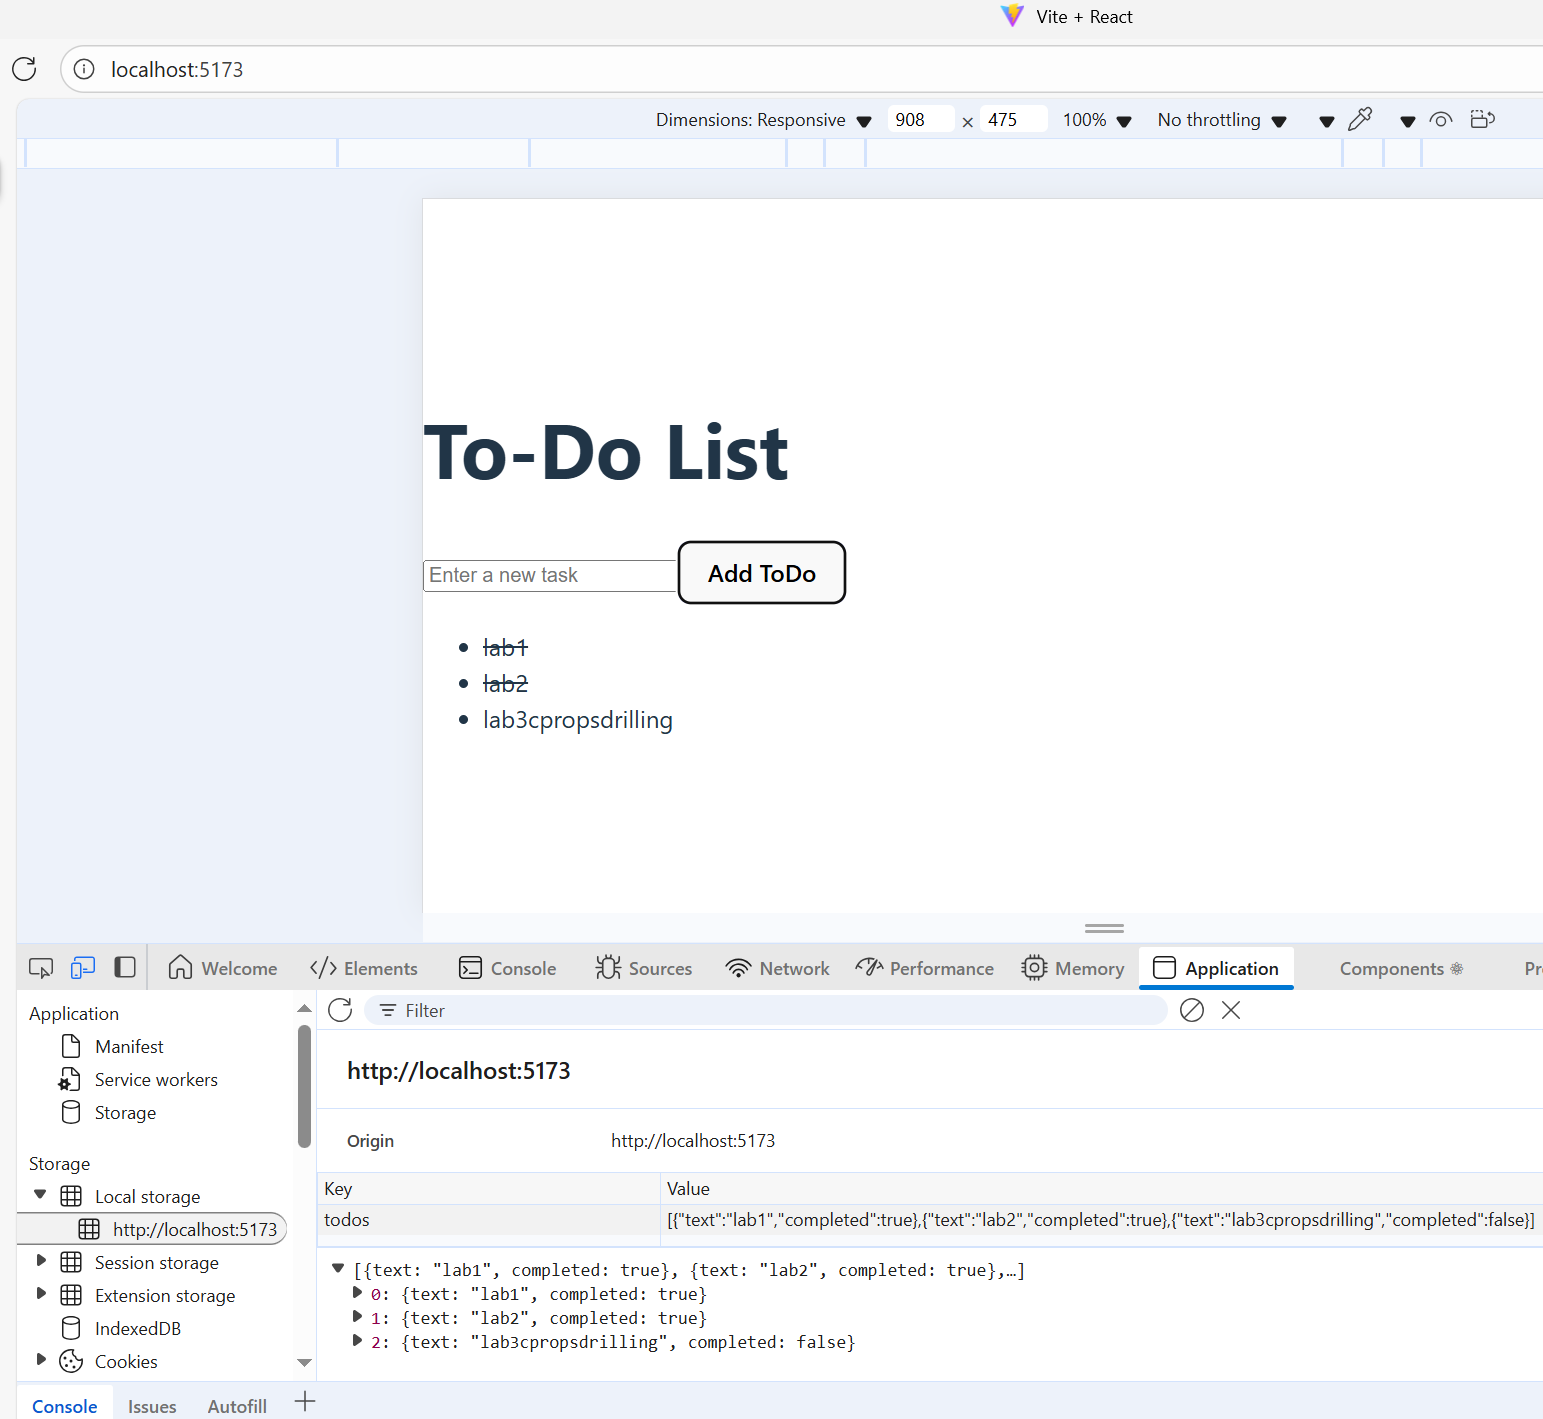 Vite + React
localhost:5173
Dimensions: Responsive 908 × 475 100% No throttling
To-Do List
Enter a new task Add ToDo
lab1
lab2
lab3cpropsdrilling
Welcome Elements Console Sources Network Performance Memory Application Components
Application
Manifest
Service workers
Storage
Storage
Local storage
http://localhost:5173
Session storage
Extension storage
IndexedDB
Cookies
Filter
http://localhost:5173
Origin http://localhost:5173
Key Value
todos [{"text":"lab1","completed":true},{"text":"lab2","completed":true},{"text":"lab3cpropsdrilling","completed":false}]
[{text: "lab1", completed: true}, {text: "lab2", completed: true},…]
0: {text: "lab1", completed: true}
1: {text: "lab2", completed: true}
2: {text: "lab3cpropsdrilling", completed: false}
Console Issues Autofill